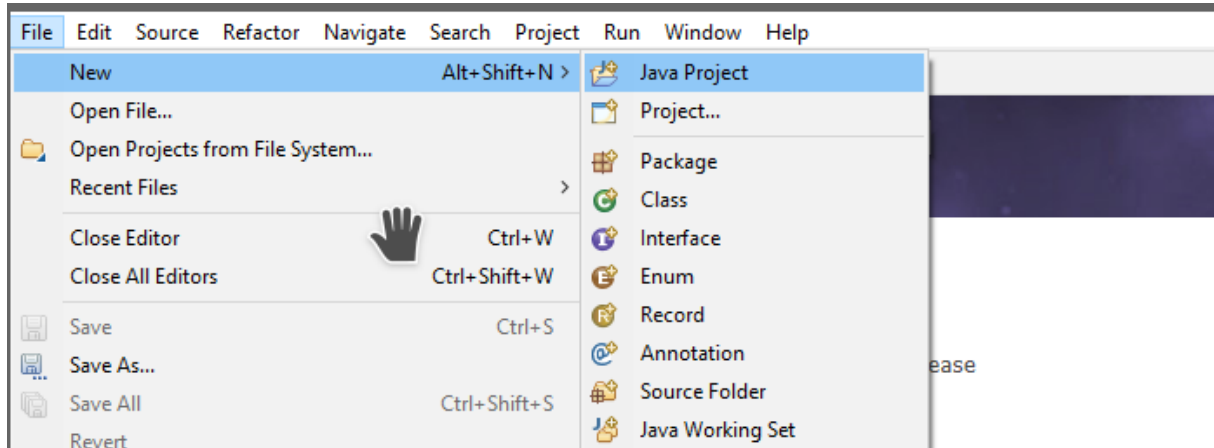 File Edit Source Refactor Navigate Search Project Run Window Help
New Alt+Shift+N >
Open File...
Open Projects from File System...
Recent Files >
Close Editor Ctrl+W
Close All Editors Ctrl+Shift+W
Save Ctrl+S
Save As...
Save All Ctrl+Shift+S
Revert
Java Project
Project...
Package
Class
Interface
Enum
Record
Annotation
Source Folder
Java Working Set
ease